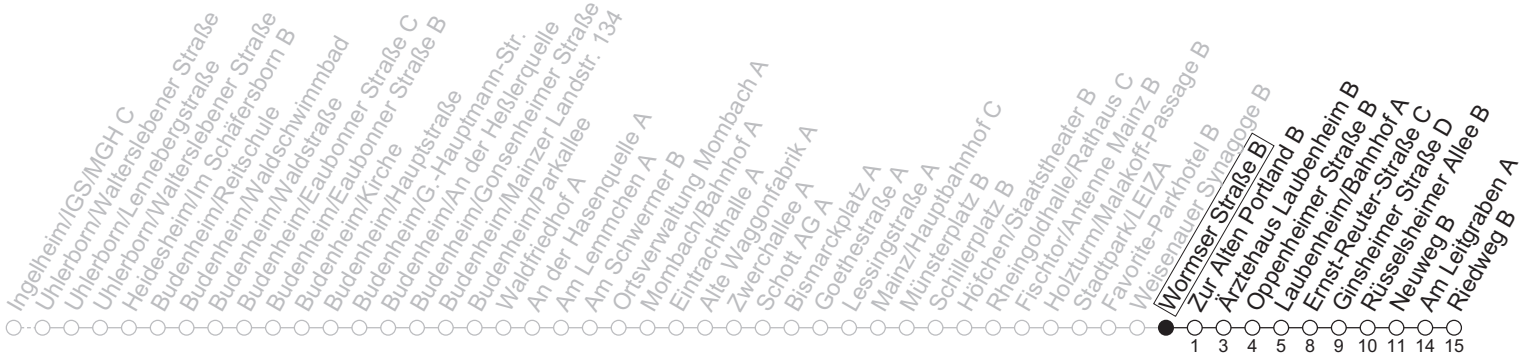 Ingelheim/IGS/MGH C
Uhlerborn/Walterslebener Straße
Uhlerborn/Lennebergstraße
Uhlerborn/Walterslebener Straße
Heidesheim/Im Schäfersborn B
Budenheim/Reitschule
Budenheim/Waldschwimmbad
Budenheim/Waldstraße
Budenheim/Eaubonner Straße C
Budenheim/Eaubonner Straße B
Budenheim/Kirche
Budenheim/Hauptstraße
Budenheim/G.-Hauptmann-Str.
Budenheim/An der Heßlerquelle
Budenheim/Gonsenheimer Straße
Budenheim/Mainzer Landstr. 134
Budenheim/Parkallee
Waldfriedhof A
An der Hasenquelle A
Am Lemmchen A
Am Schwermer B
Ortsverwaltung Mombach A
Mombach/Bahnhof A
Eintrachthalle A
Alte Waggonfabrik A
Zwerchallee A
Schott AG A
Bismarckplatz A
Goethestraße A
Lessingstraße A
Mainz/Hauptbahnhof C
Münsterplatz B
Schillerplatz B
Höfchen/Staatstheater B
Rheingoldhalle/Rathaus C
Fischtor/Antenne Mainz B
Holzturm/Malakoff-Passage B
Stadtpark/LEIZA
Favorite-Parkhotel B
Weisenauer Synagoge B
Wormser Straße B
Zur Alten Portland B
Ärztehaus Laubenheim B
Oppenheimer Straße B
Laubenheim/Bahnhof A
Ernst-Reuter-Straße C
Ginsheimer Straße D
Rüsselsheimer Allee B
Neuweg B
Am Leitgraben A
Riedweg B
1 3 4 5 8 9 10 11 14 15